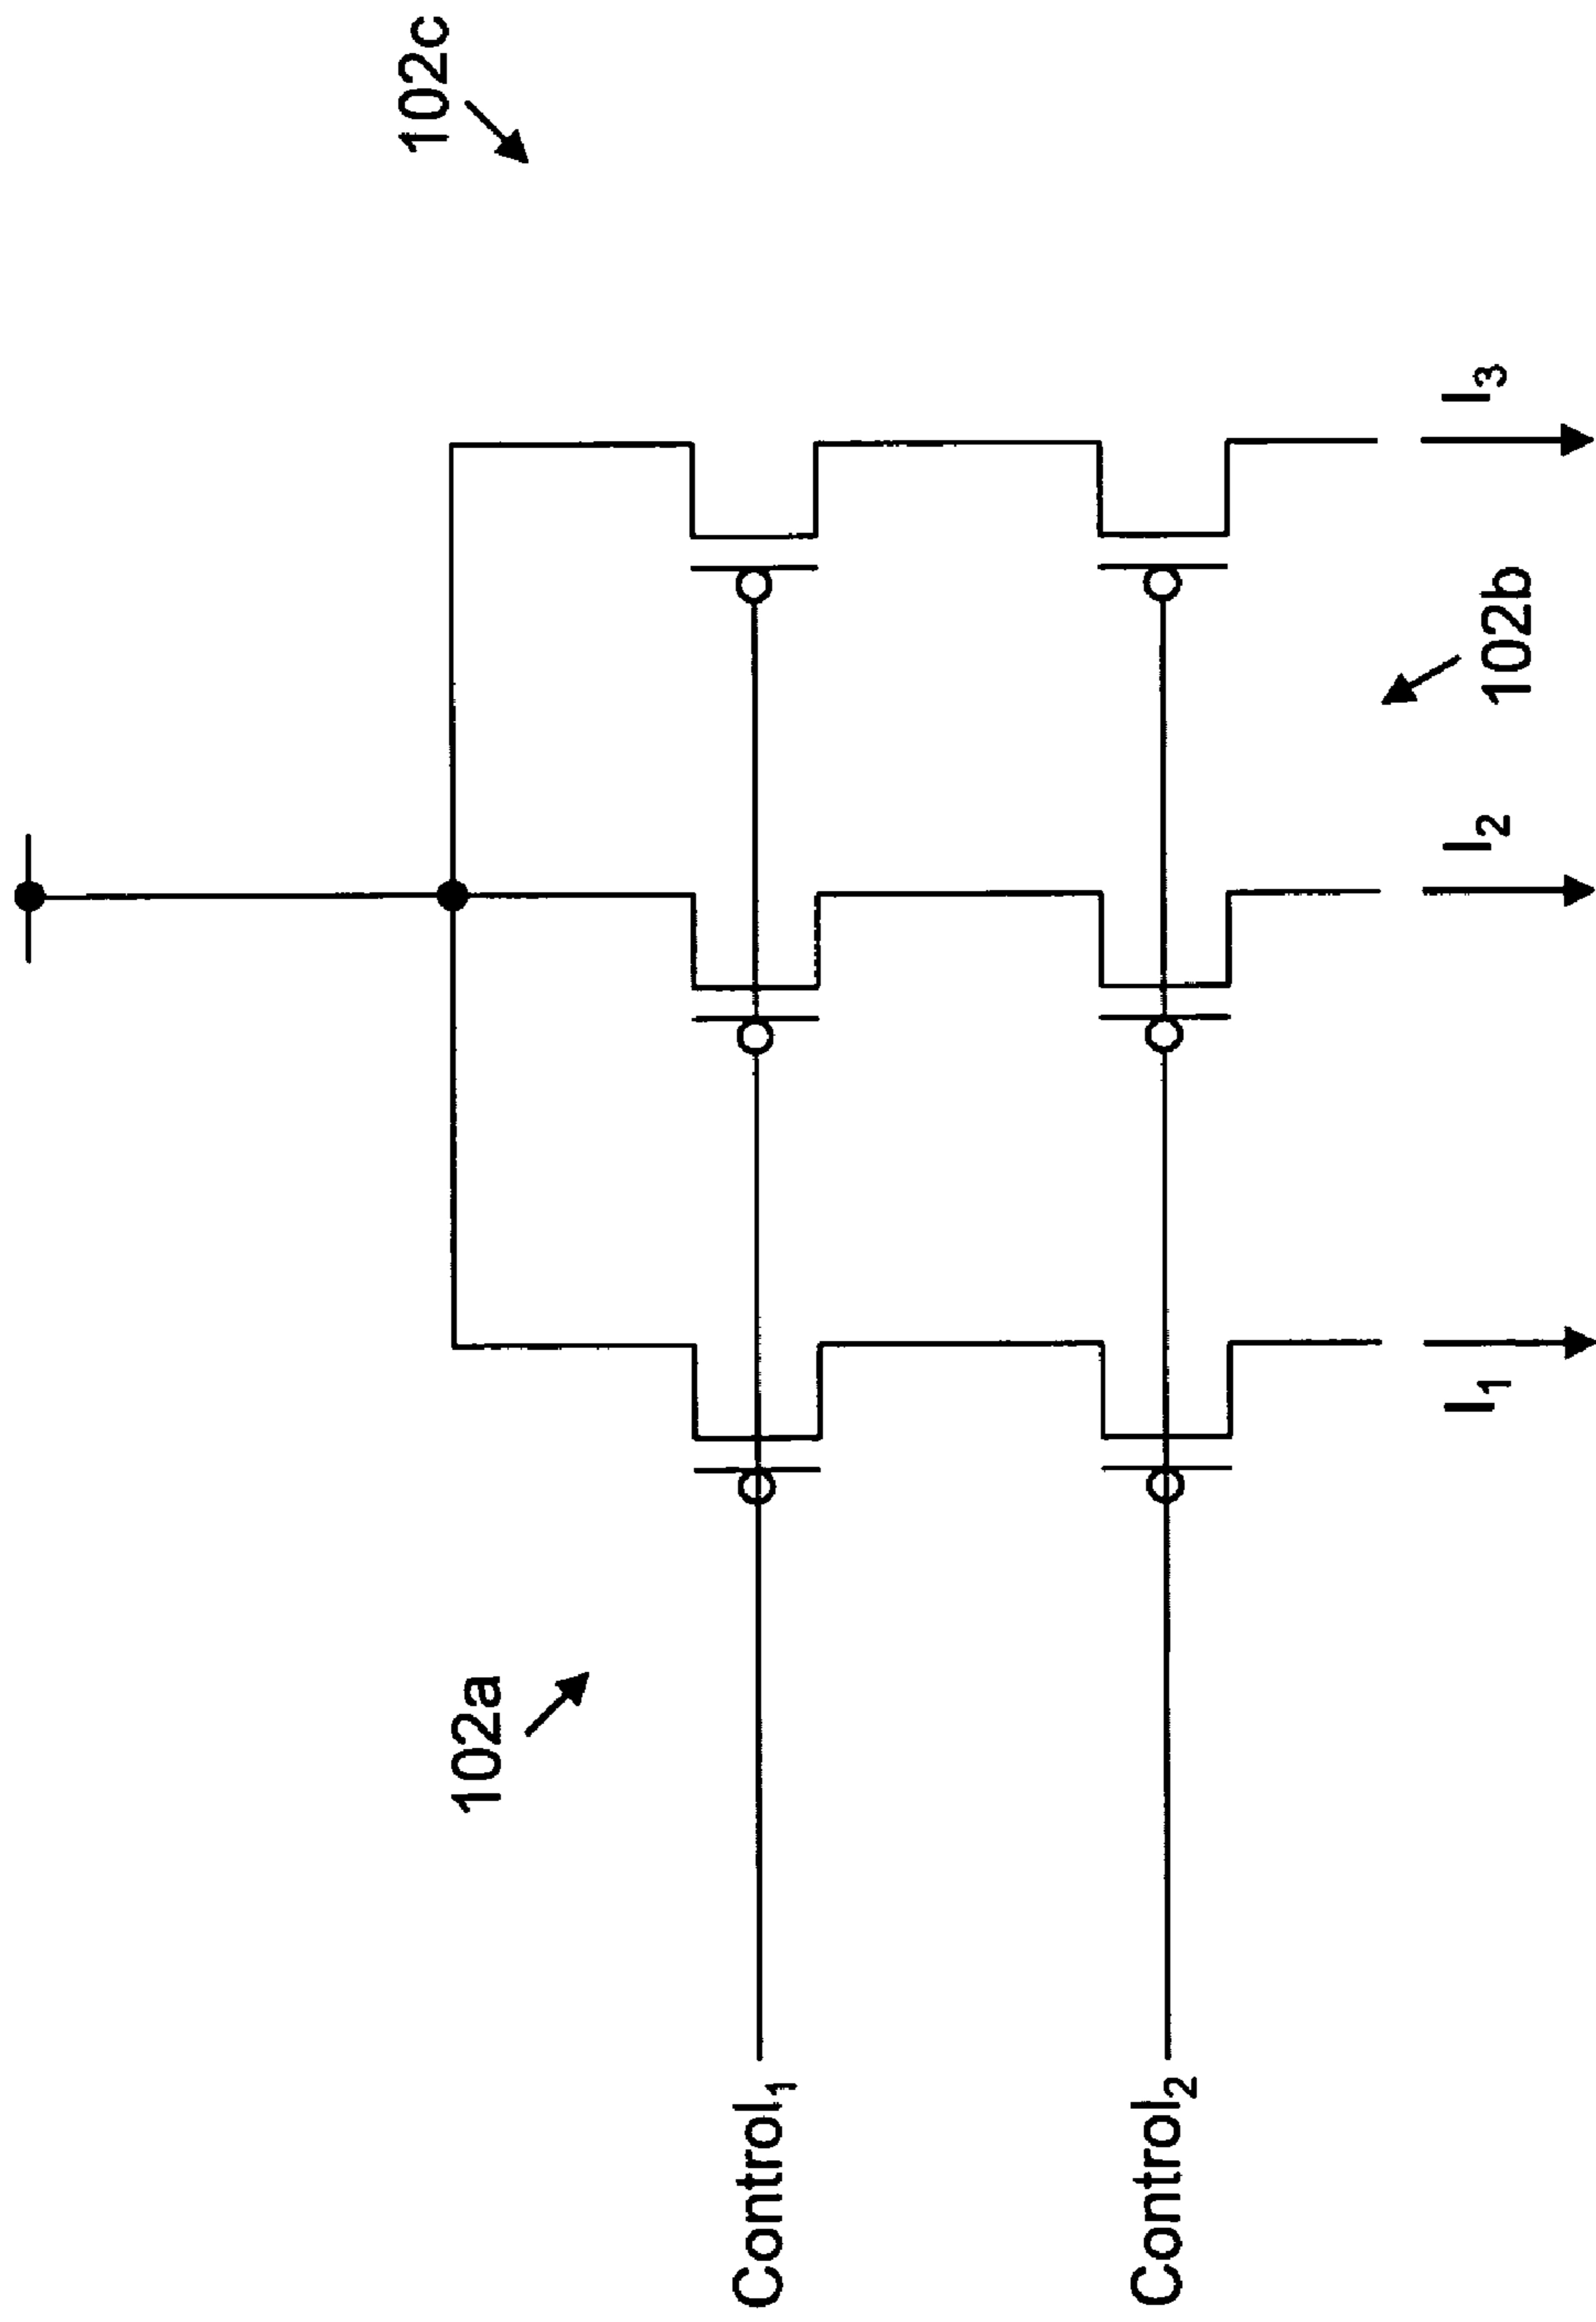 102c
102a
102b
Control₁
Control₂
I₁
I₂
I₃